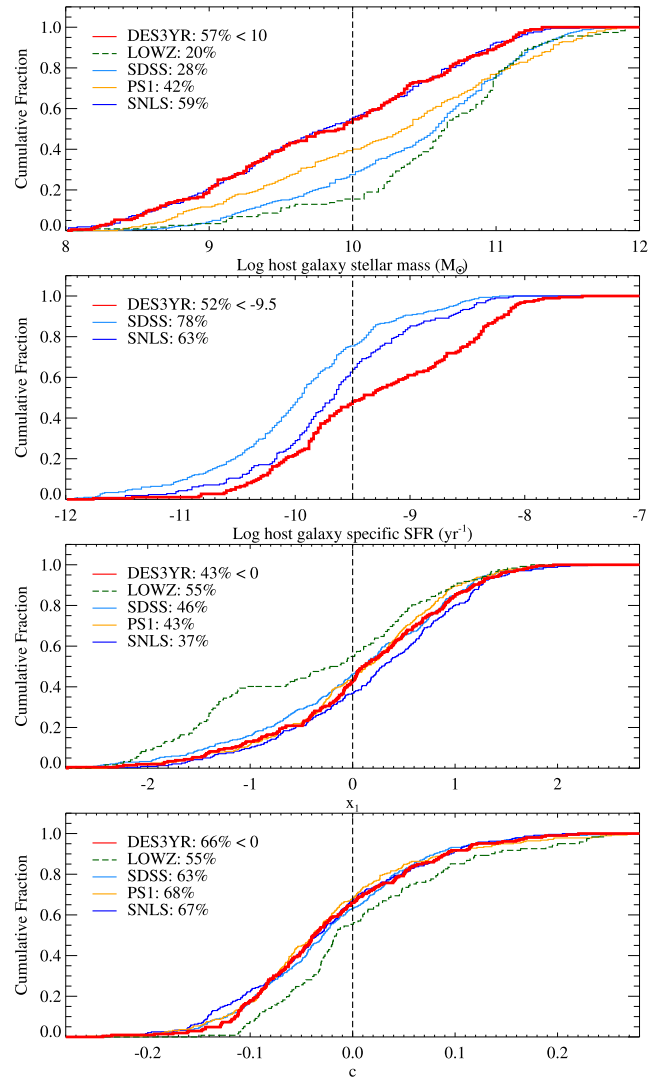 DES3YR: 57% < 10
LOWZ: 20%
SDSS: 28%
PS1: 42%
SNLS: 59%
Cumulative Fraction
1.0
0.8
0.6
0.4
0.2
0.0
8 9 10 11 12
Log host galaxy stellar mass (M☉)
DES3YR: 52% < -9.5
SDSS: 78%
SNLS: 63%
Cumulative Fraction
1.0
0.8
0.6
0.4
0.2
0.0
-12 -11 -10 -9 -8 -7
Log host galaxy specific SFR (yr⁻¹)
DES3YR: 43% < 0
LOWZ: 55%
SDSS: 46%
PS1: 43%
SNLS: 37%
Cumulative Fraction
1.0
0.8
0.6
0.4
0.2
0.0
-2 -1 0 1 2
x₁
DES3YR: 66% < 0
LOWZ: 55%
SDSS: 63%
PS1: 68%
SNLS: 67%
Cumulative Fraction
1.0
0.8
0.6
0.4
0.2
0.0
-0.2 -0.1 0.0 0.1 0.2
c